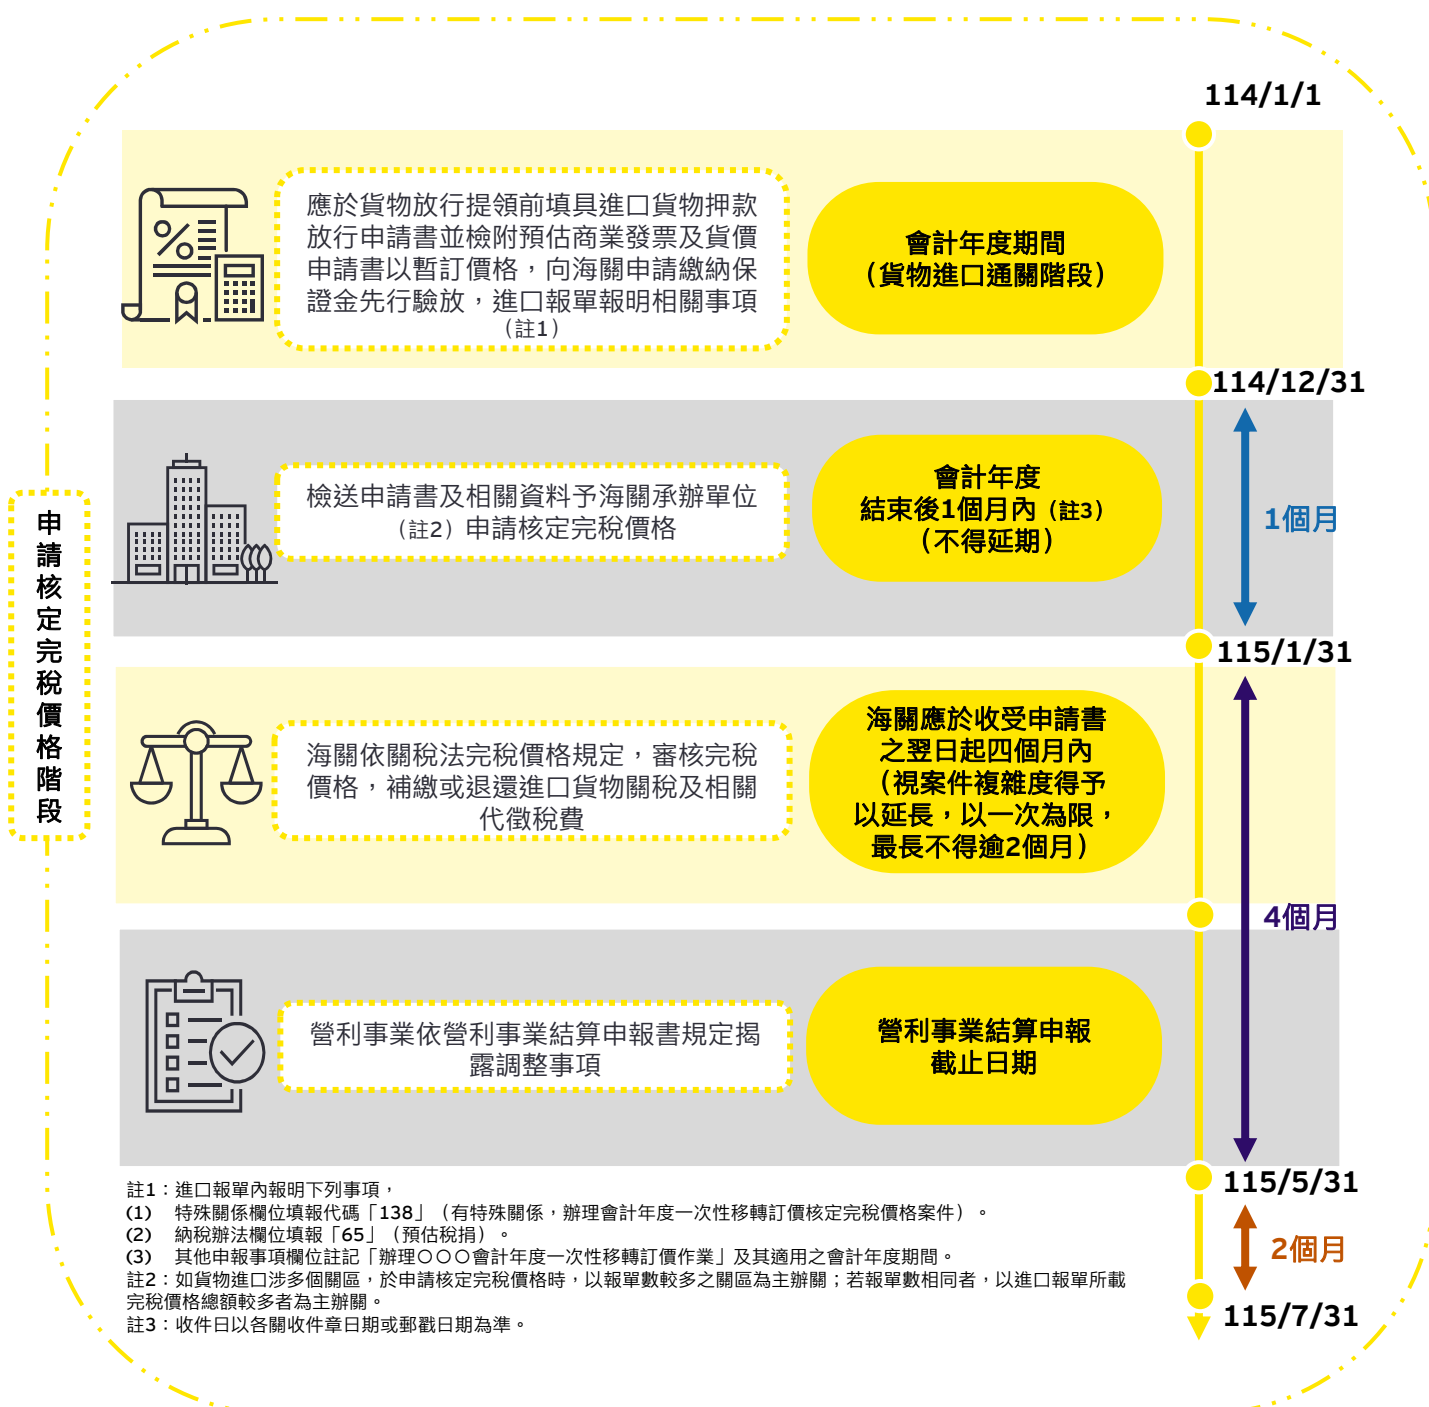 114/1/1
應於貨物放行提領前填具進口貨物押款
放行申請書並檢附預估商業發票及貨價
申請書以暫訂價格，向海關申請繳納保
證金先行驗放，進口報單報明相關事項
（註1）
會計年度期間
（貨物進口通關階段）
114/12/31
檢送申請書及相關資料予海關承辦單位
（註2）申請核定完稅價格
會計年度
結束後1個月內（註3）
（不得延期）
1個月
申請核定完稅價格階段
115/1/31
海關依關稅法完稅價格規定，審核完稅
價格，補繳或退還進口貨物關稅及相關
代徵稅費
海關應於收受申請書
之翌日起四個月內
（視案件複雜度得予
以延長，以一次為限，
最長不得逾2個月）
4個月
營利事業依營利事業結算申報書規定揭
露調整事項
營利事業結算申報
截止日期
115/5/31
2個月
115/7/31
註1：進口報單內報明下列事項，
(1) 特殊關係欄位填報代碼「138」（有特殊關係，辦理會計年度一次性移轉訂價核定完稅價格案件）。
(2) 納稅辦法欄位填報「65」（預估稅捐）。
(3) 其他申報事項欄位註記「辦理○○○會計年度一次性移轉訂價作業」及其適用之會計年度期間。
註2：如貨物進口涉多個關區，於申請核定完稅價格時，以報單數較多之關區為主辦關；若報單數相同者，以進口報單所載
完稅價格總額較多者為主辦關。
註3：收件日以各關收件章日期或郵戳日期為準。